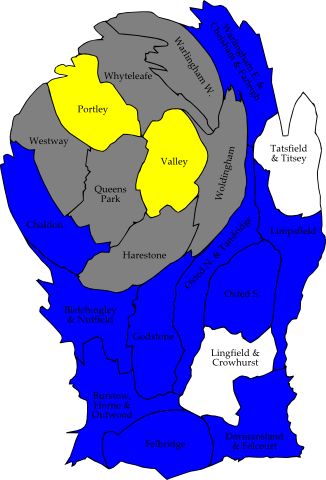 Warlingham E.
& Chelsham & Farleigh
Warlingham W.
Whyteleafe
Portley
Tatsfield
& Titsey
Westway
Valley
Woldingham
Queens
Park
Chaldon
Limpsfield
Harestone
Oxted N. & Tandridge
Oxted S.
Bletchingley
& Nutfield
Godstone
Lingfield &
Crowhurst
Burstow,
Horne &
Outwood
Felbridge
Dormansland
& Felcourt